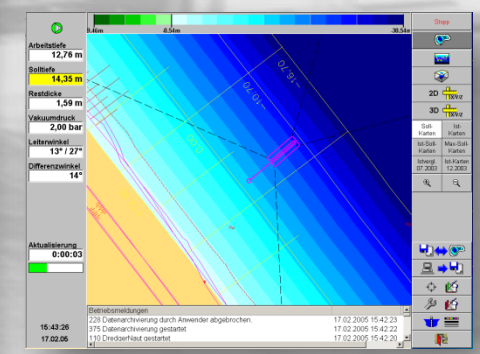 0.46m
-8.54m
-38.54m
Stopp
Arbeitstiefe
12,76 m
Solltiefe
14,35 m
Restdicke
1,59 m
Vakuumdruck
2,00 bar
Leiterwinkel
13° / 27°
Differenzwinkel
14°
Aktualisierung
0:00:03
15:43:26
17.02.05
-16.70
-10.70
2D
3D
Soll-
Karten
Ist-
Karten
Ist-Soll-
Karten
Max-Soll-
Karten
Istvergl.
07.2003
Ist-Karten
12.2003
Betriebsmeldungen
228 Datenarchivierung durch Anwender abgebrochen. 17.02.2005 15:42:23
375 Datenarchivierung gestartet 17.02.2005 15:42:22
110 DredgerNaut gestartet 17.02.2005 15:42:20